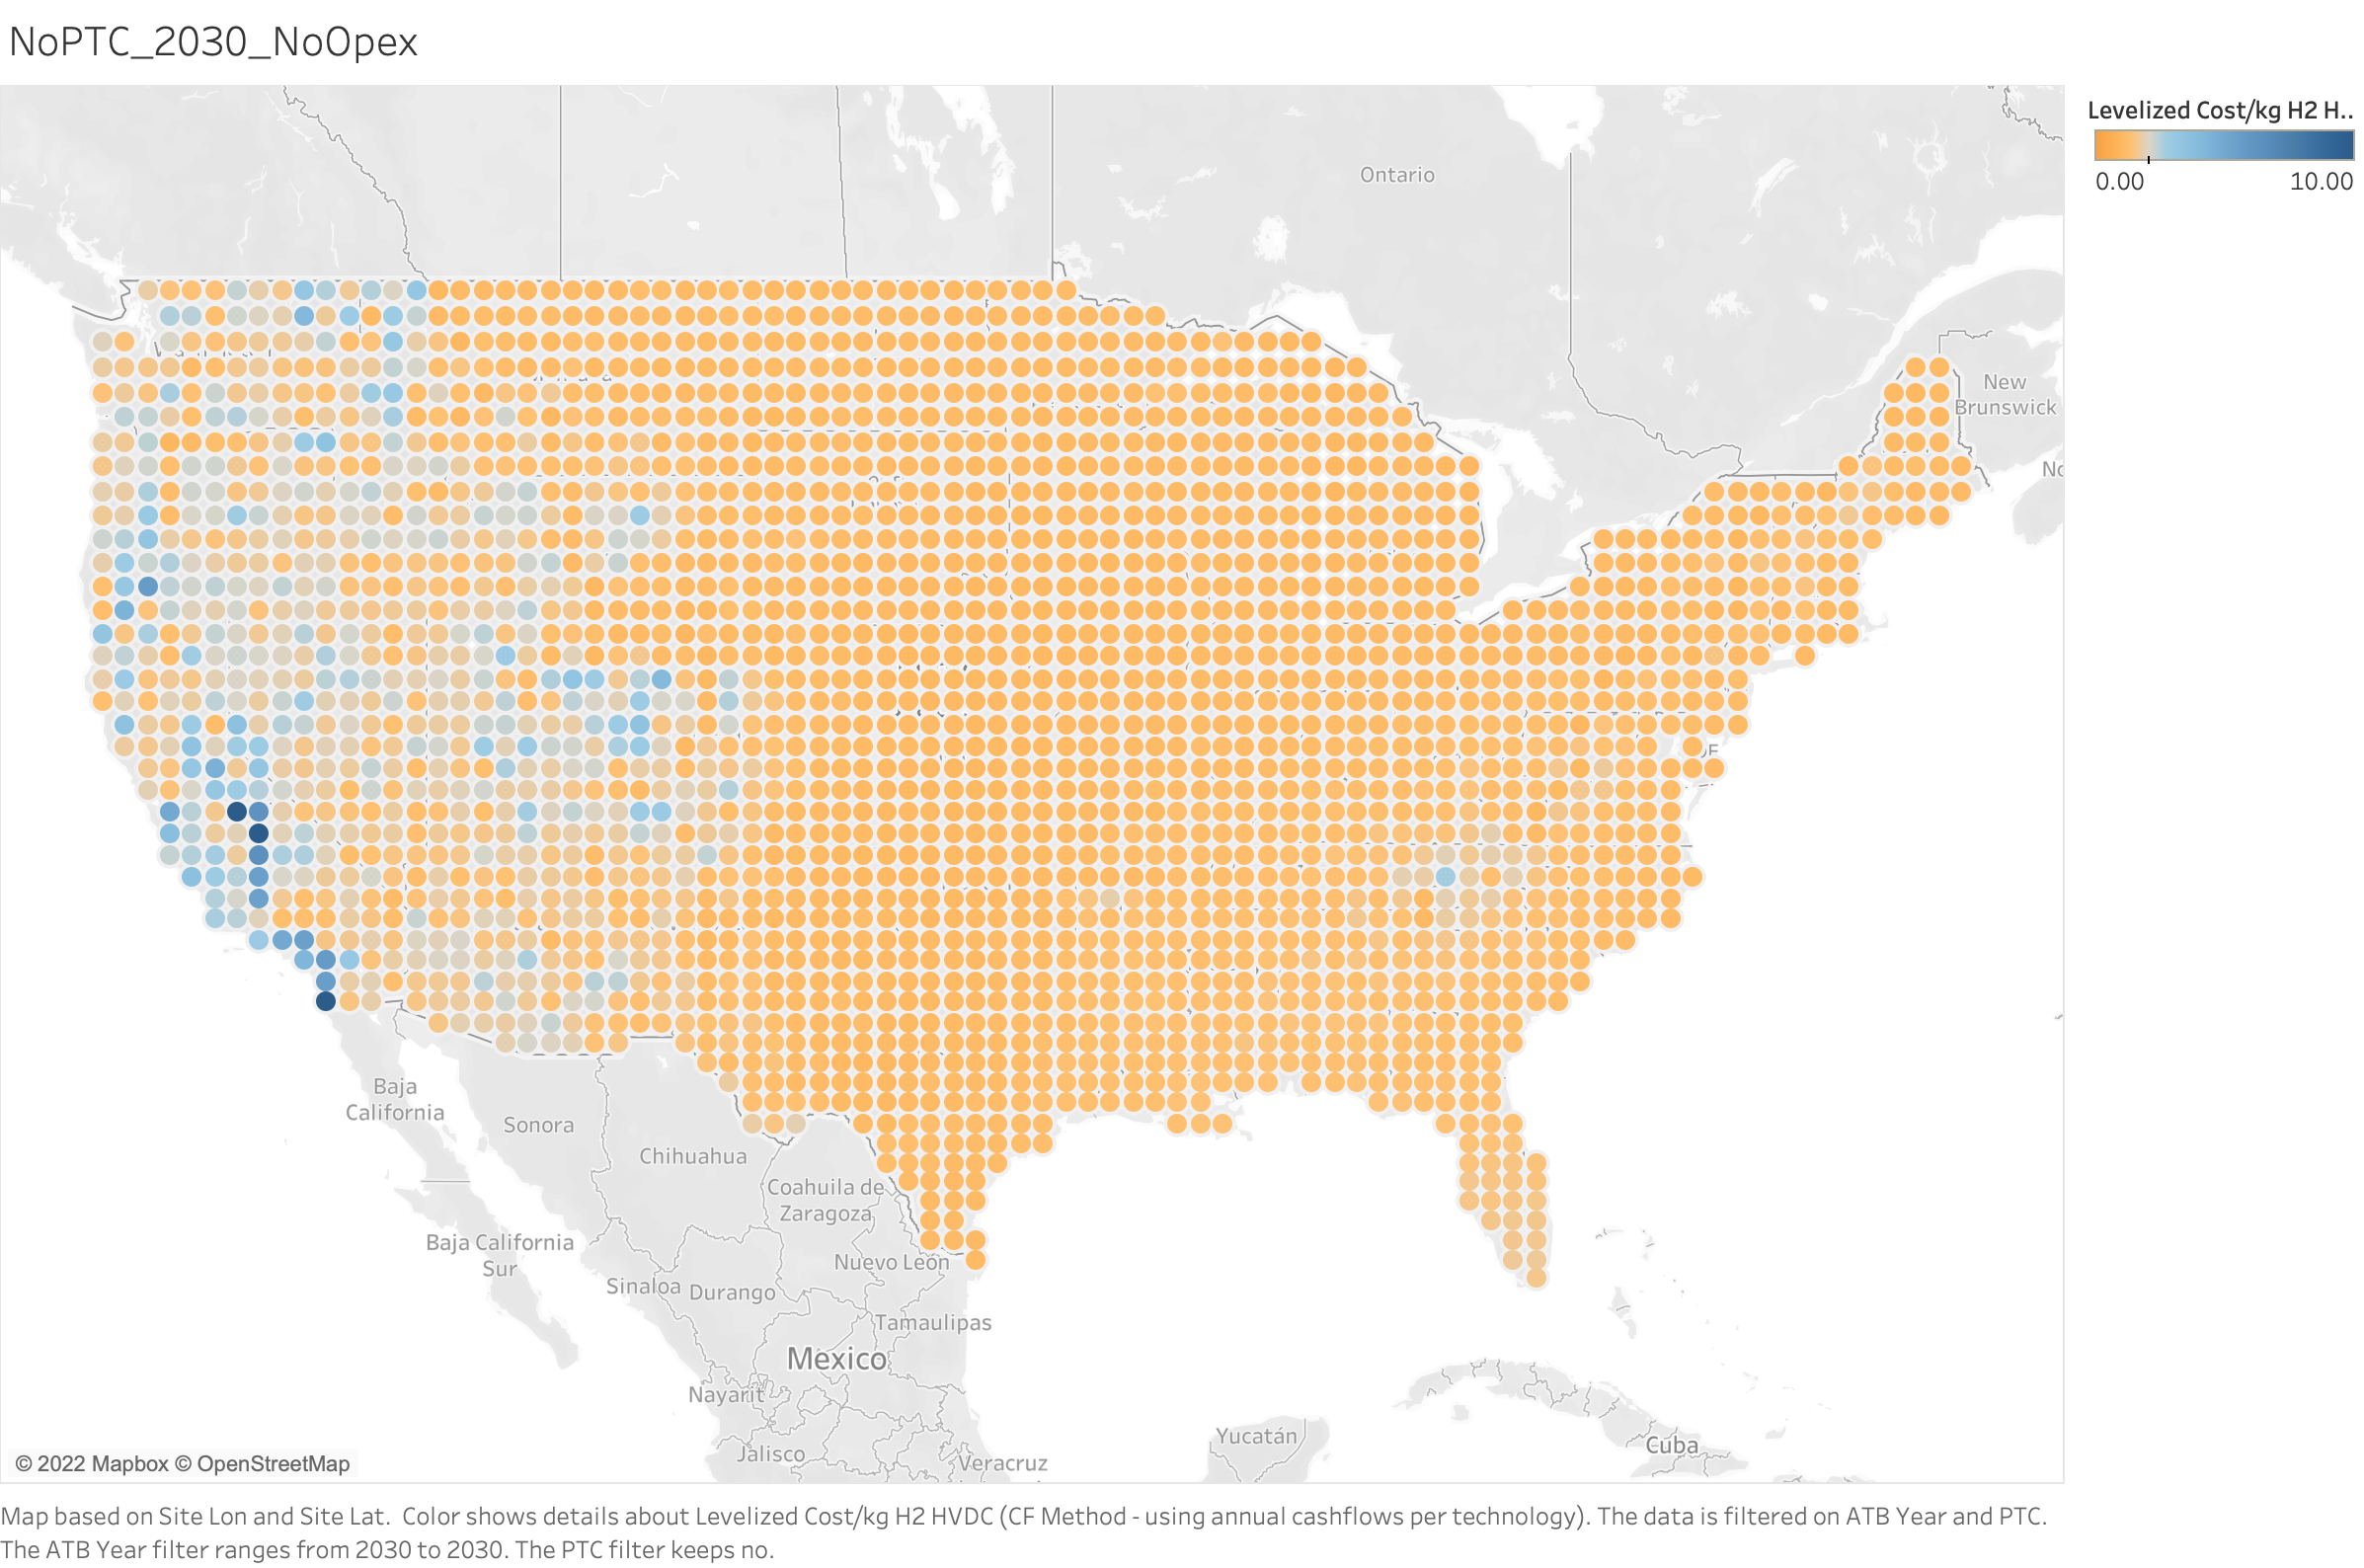 NoPTC_2030_NoOpex
Levelized Cost/kg H2 H..
0.00
10.00
Ontario
New
Brunswick
Baja
California
Sonora
Chihuahua
Coahuila de
Zaragoza
Baja California
Sur
Nuevo León
Sinaloa
Durango
Tamaulipas
Mexico
Nayarit
Jalisco
Veracruz
Yucatán
Cuba
© 2022 Mapbox © OpenStreetMap
Map based on Site Lon and Site Lat. Color shows details about Levelized Cost/kg H2 HVDC (CF Method - using annual cashflows per technology). The data is filtered on ATB Year and PTC.
The ATB Year filter ranges from 2030 to 2030. The PTC filter keeps no.